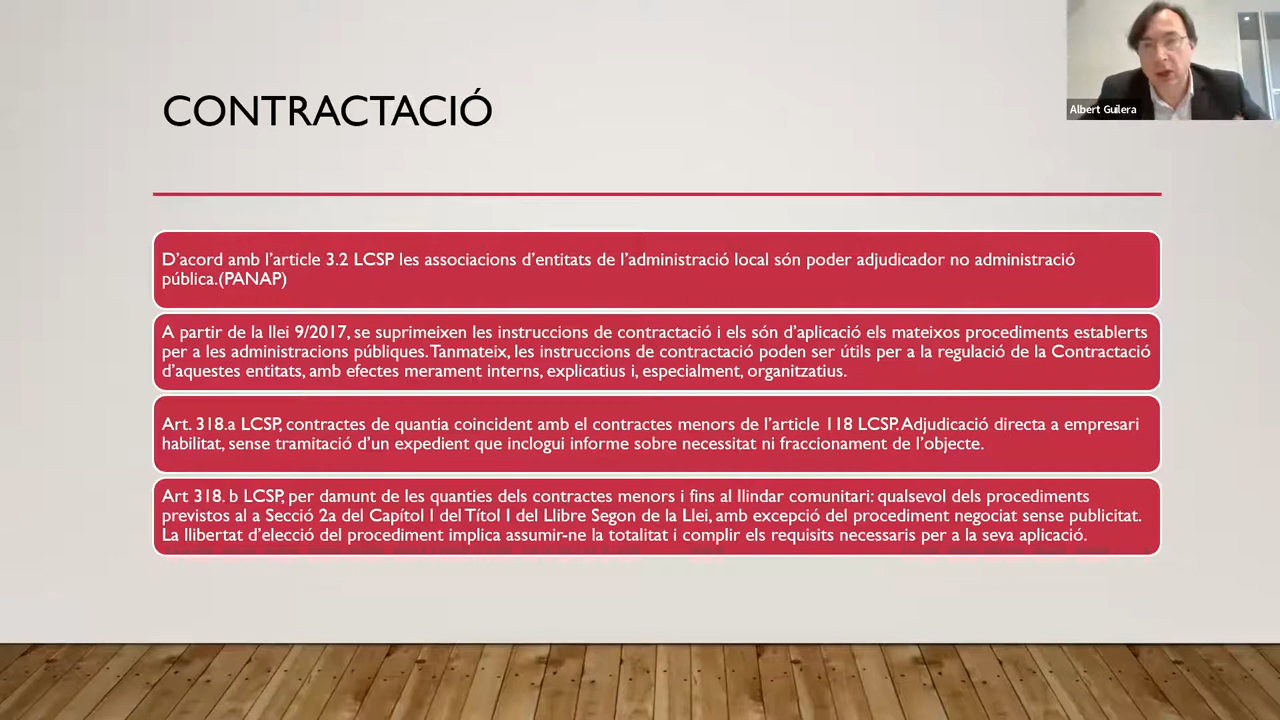 Albert Guilera
CONTRACTACIÓ
D'acord amb l'article 3.2 LCSP les associacions d'entitats de l'administració local són poder adjudicador no administració
pública.(PANAP)
A partir de la llei 9/2017, se suprimeixen les instruccions de contractació i els són d'aplicació els mateixos procediments establerts
per a les administracions públiques. Tanmateix, les instruccions de contractació poden ser útils per a la regulació de la Contractació
d'aquestes entitats, amb efectes merament interns, explicatius i, especialment, organitzatius.
Art. 318.a LCSP, contractes de quantia coincident amb el contractes menors de l'article 118 LCSP. Adjudicació directa a empresari
habilitat, sense tramitació d'un expedient que inclogui informe sobre necessitat ni fraccionament de l'objecte.
Art 318. b LCSP, per damunt de les quanties dels contractes menors i fins al llindar comunitari: qualsevol dels procediments
previstos al a Secció 2a del Capítol I del Títol I del Llibre Segon de la Llei, amb excepció del procediment negociat sense publicitat.
La llibertat d'elecció del procediment implica assumir-ne la totalitat i complir els requisits necessaris per a la seva aplicació.